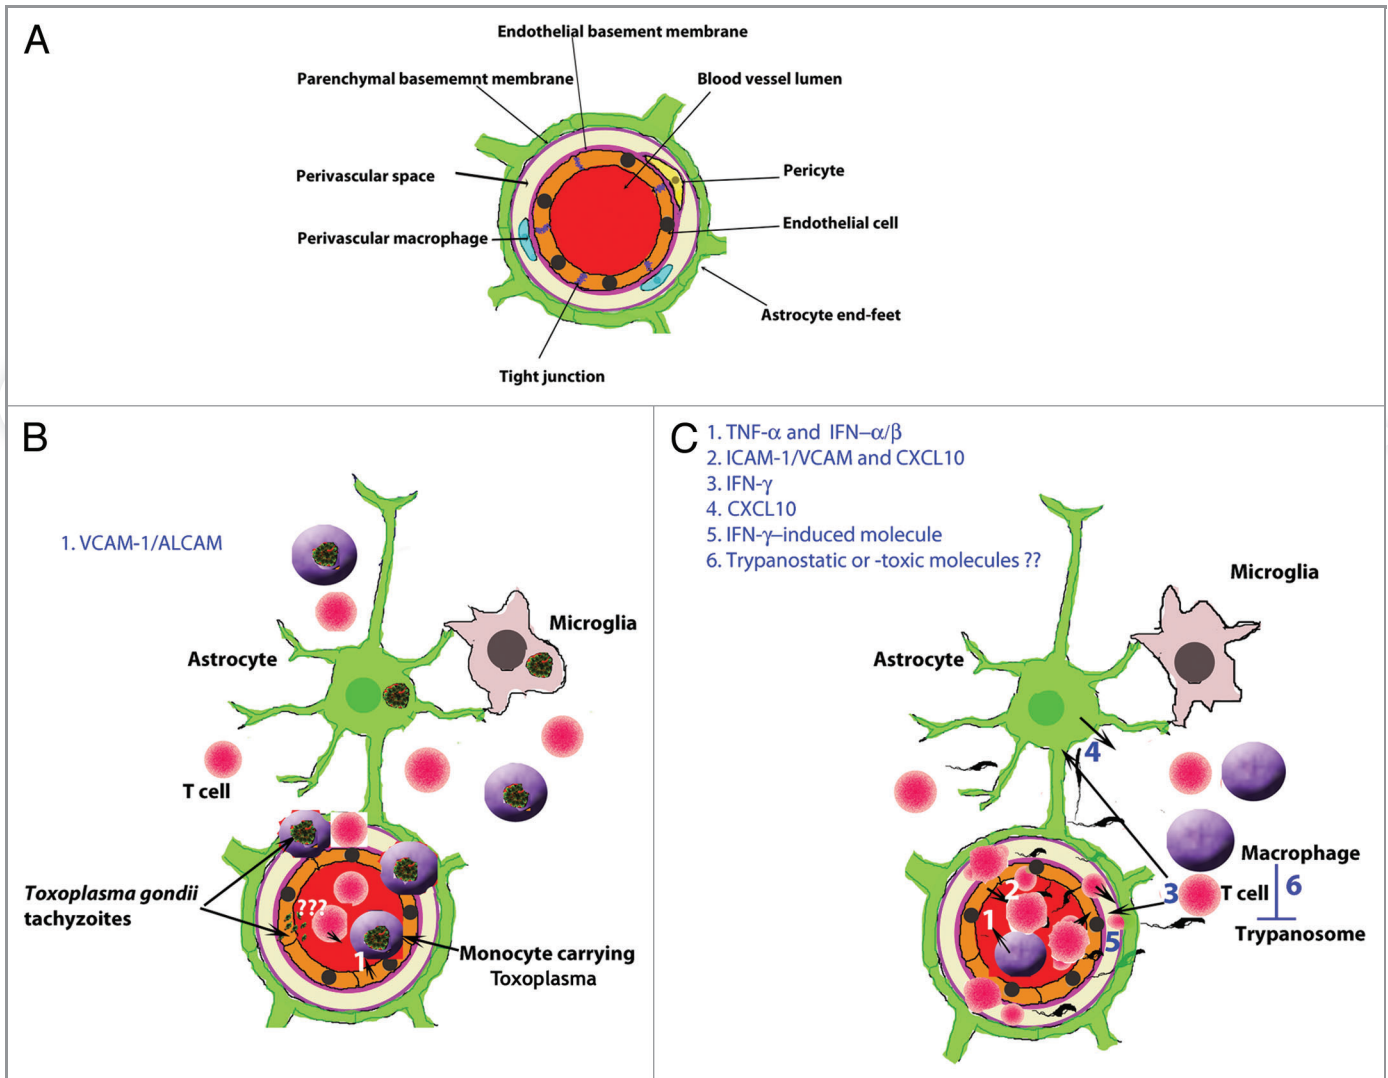 A
Endothelial basement membrane
Parenchymal basememnt membrane
Blood vessel lumen
Perivascular space
Pericyte
Perivascular macrophage
Endothelial cell
Astrocyte end-feet
Tight junction
B
1. VCAM-1/ALCAM
Microglia
Astrocyte
T cell
Toxoplasma gondii
tachyzoites
???
1
Monocyte carrying
Toxoplasma
C
1. TNF-α and IFN–α/β
2. ICAM-1/VCAM and CXCL10
3. IFN-γ
4. CXCL10
5. IFN-γ–induced molecule
6. Trypanostatic or -toxic molecules ??
Microglia
Astrocyte
4
Macrophage
2
3
T cell
6
1
5
Trypanosome